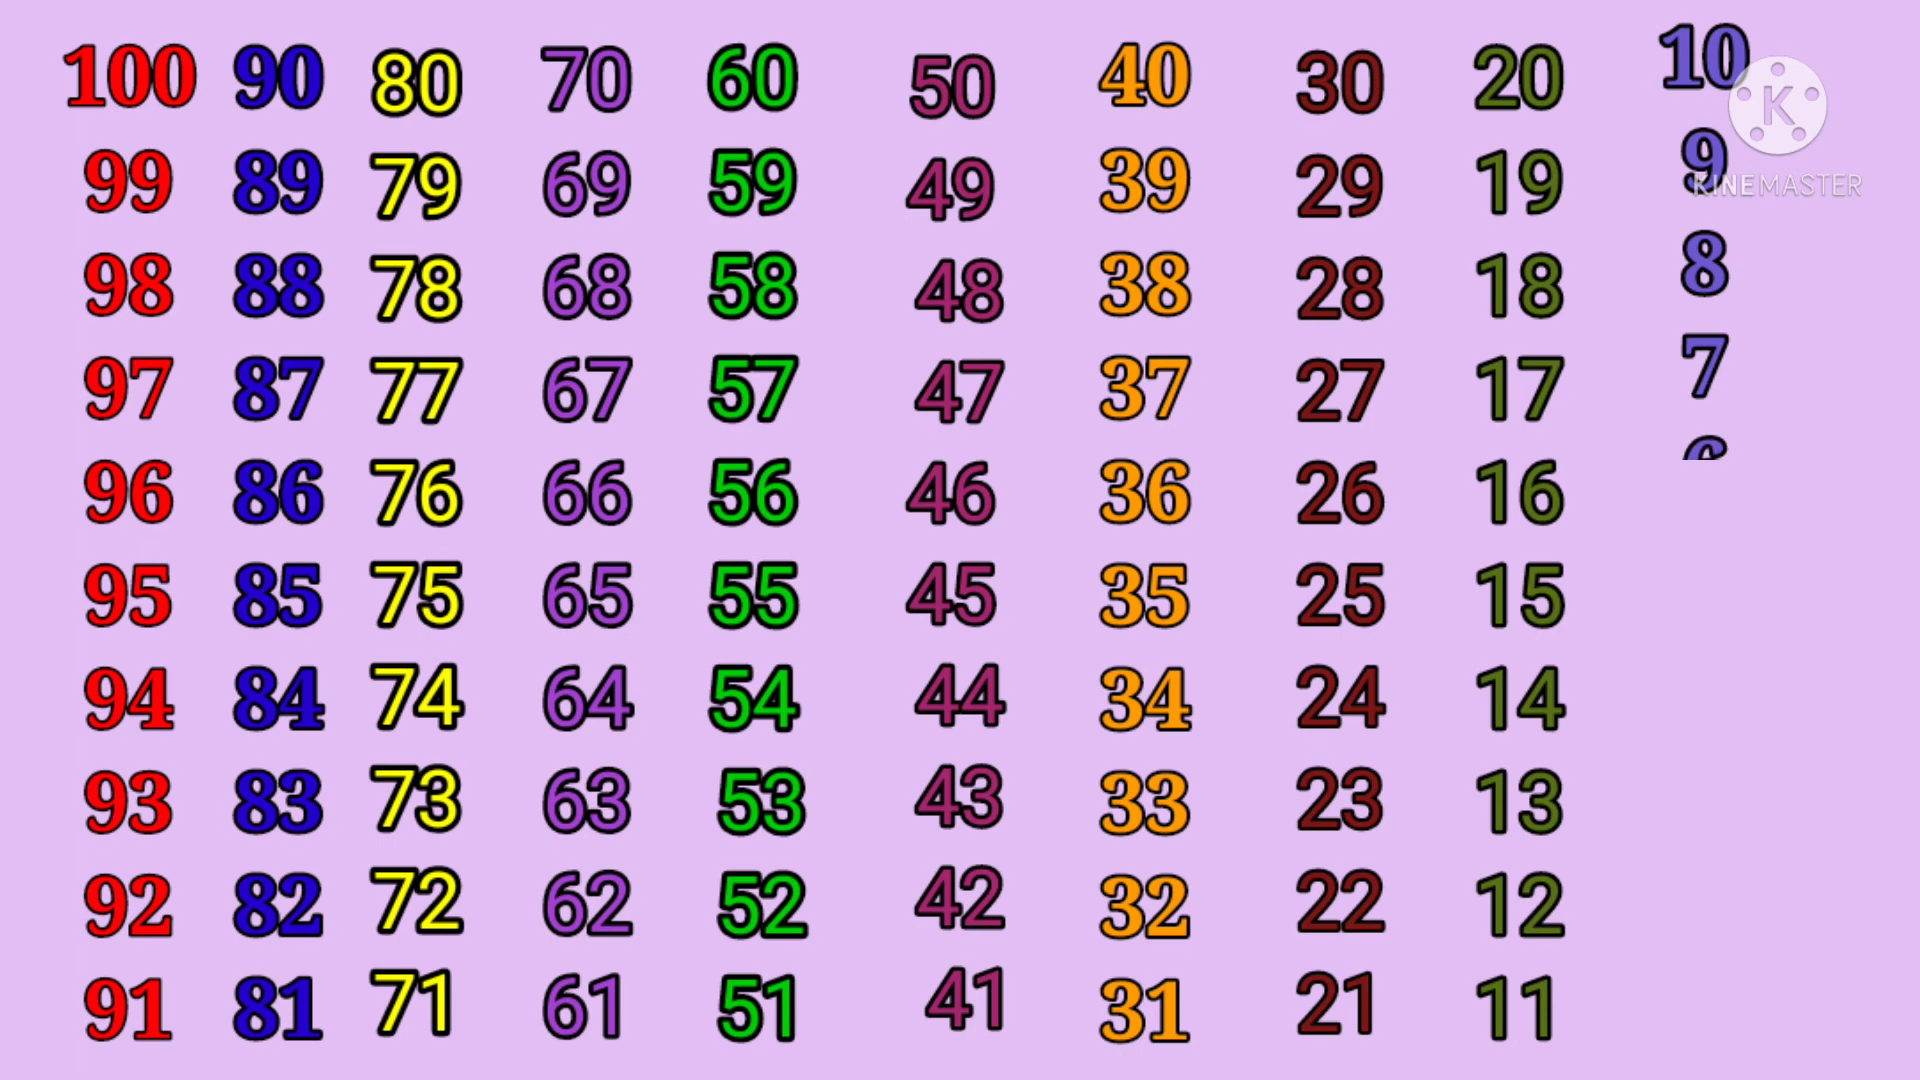 100 90 80 70 60 50 40 30 20 10
99 89 79 69 59 49 39 29 19 9
98 88 78 68 58 48 38 28 18 8
97 87 77 67 57 47 37 27 17 7
96 86 76 66 56 46 36 26 16
95 85 75 65 55 45 35 25 15
94 84 74 64 54 44 34 24 14
93 83 73 63 53 43 33 23 13
92 82 72 62 52 42 32 22 12
91 81 71 61 51 41 31 21 11
K
KINEMASTER